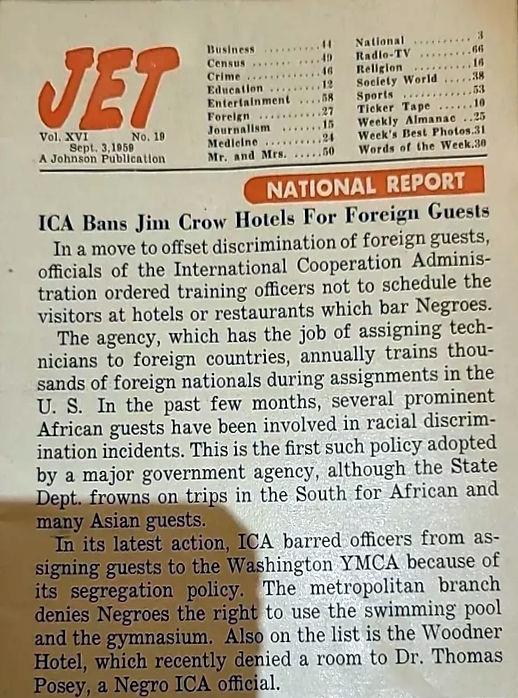 JET
Vol. XVI No. 19
Sept. 3, 1959
A Johnson Publication
Business ..........44
Census ..........49
Crime ..........46
Education ..........12
Entertainment ....58
Foreign ..........27
Journalism ......15
Medicine ..........24
Mr. and Mrs. .....50
National .......... 3
Radio-TV ..........66
Religion ..........16
Society World .....38
Sports ..........53
Ticker Tape .......10
Weekly Almanac ..25
Week's Best Photos.31
Words of the Week.30
NATIONAL REPORT
ICA Bans Jim Crow Hotels For Foreign Guests
In a move to offset discrimination of foreign guests,
officials of the International Cooperation Adminis-
tration ordered training officers not to schedule the
visitors at hotels or restaurants which bar Negroes.
The agency, which has the job of assigning tech-
nicians to foreign countries, annually trains thou-
sands of foreign nationals during assignments in the
U. S. In the past few months, several prominent
African guests have been involved in racial discrim-
ination incidents. This is the first such policy adopted
by a major government agency, although the State
Dept. frowns on trips in the South for African and
many Asian guests.
In its latest action, ICA barred officers from as-
signing guests to the Washington YMCA because of
its segregation policy. The metropolitan branch
denies Negroes the right to use the swimming pool
and the gymnasium. Also on the list is the Woodner
Hotel, which recently denied a room to Dr. Thomas
Posey, a Negro ICA official.